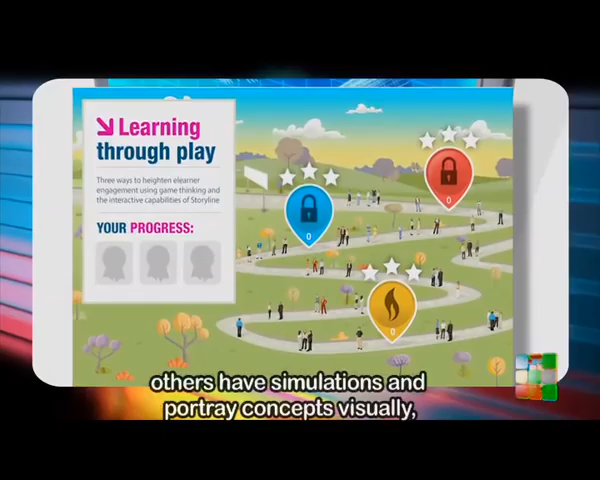 Learning
through play
Three ways to heighten elearner
engagement using game thinking and
the interactive capabilities of Storyline
YOUR PROGRESS:
0
0
0
others have simulations and
portray concepts visually,